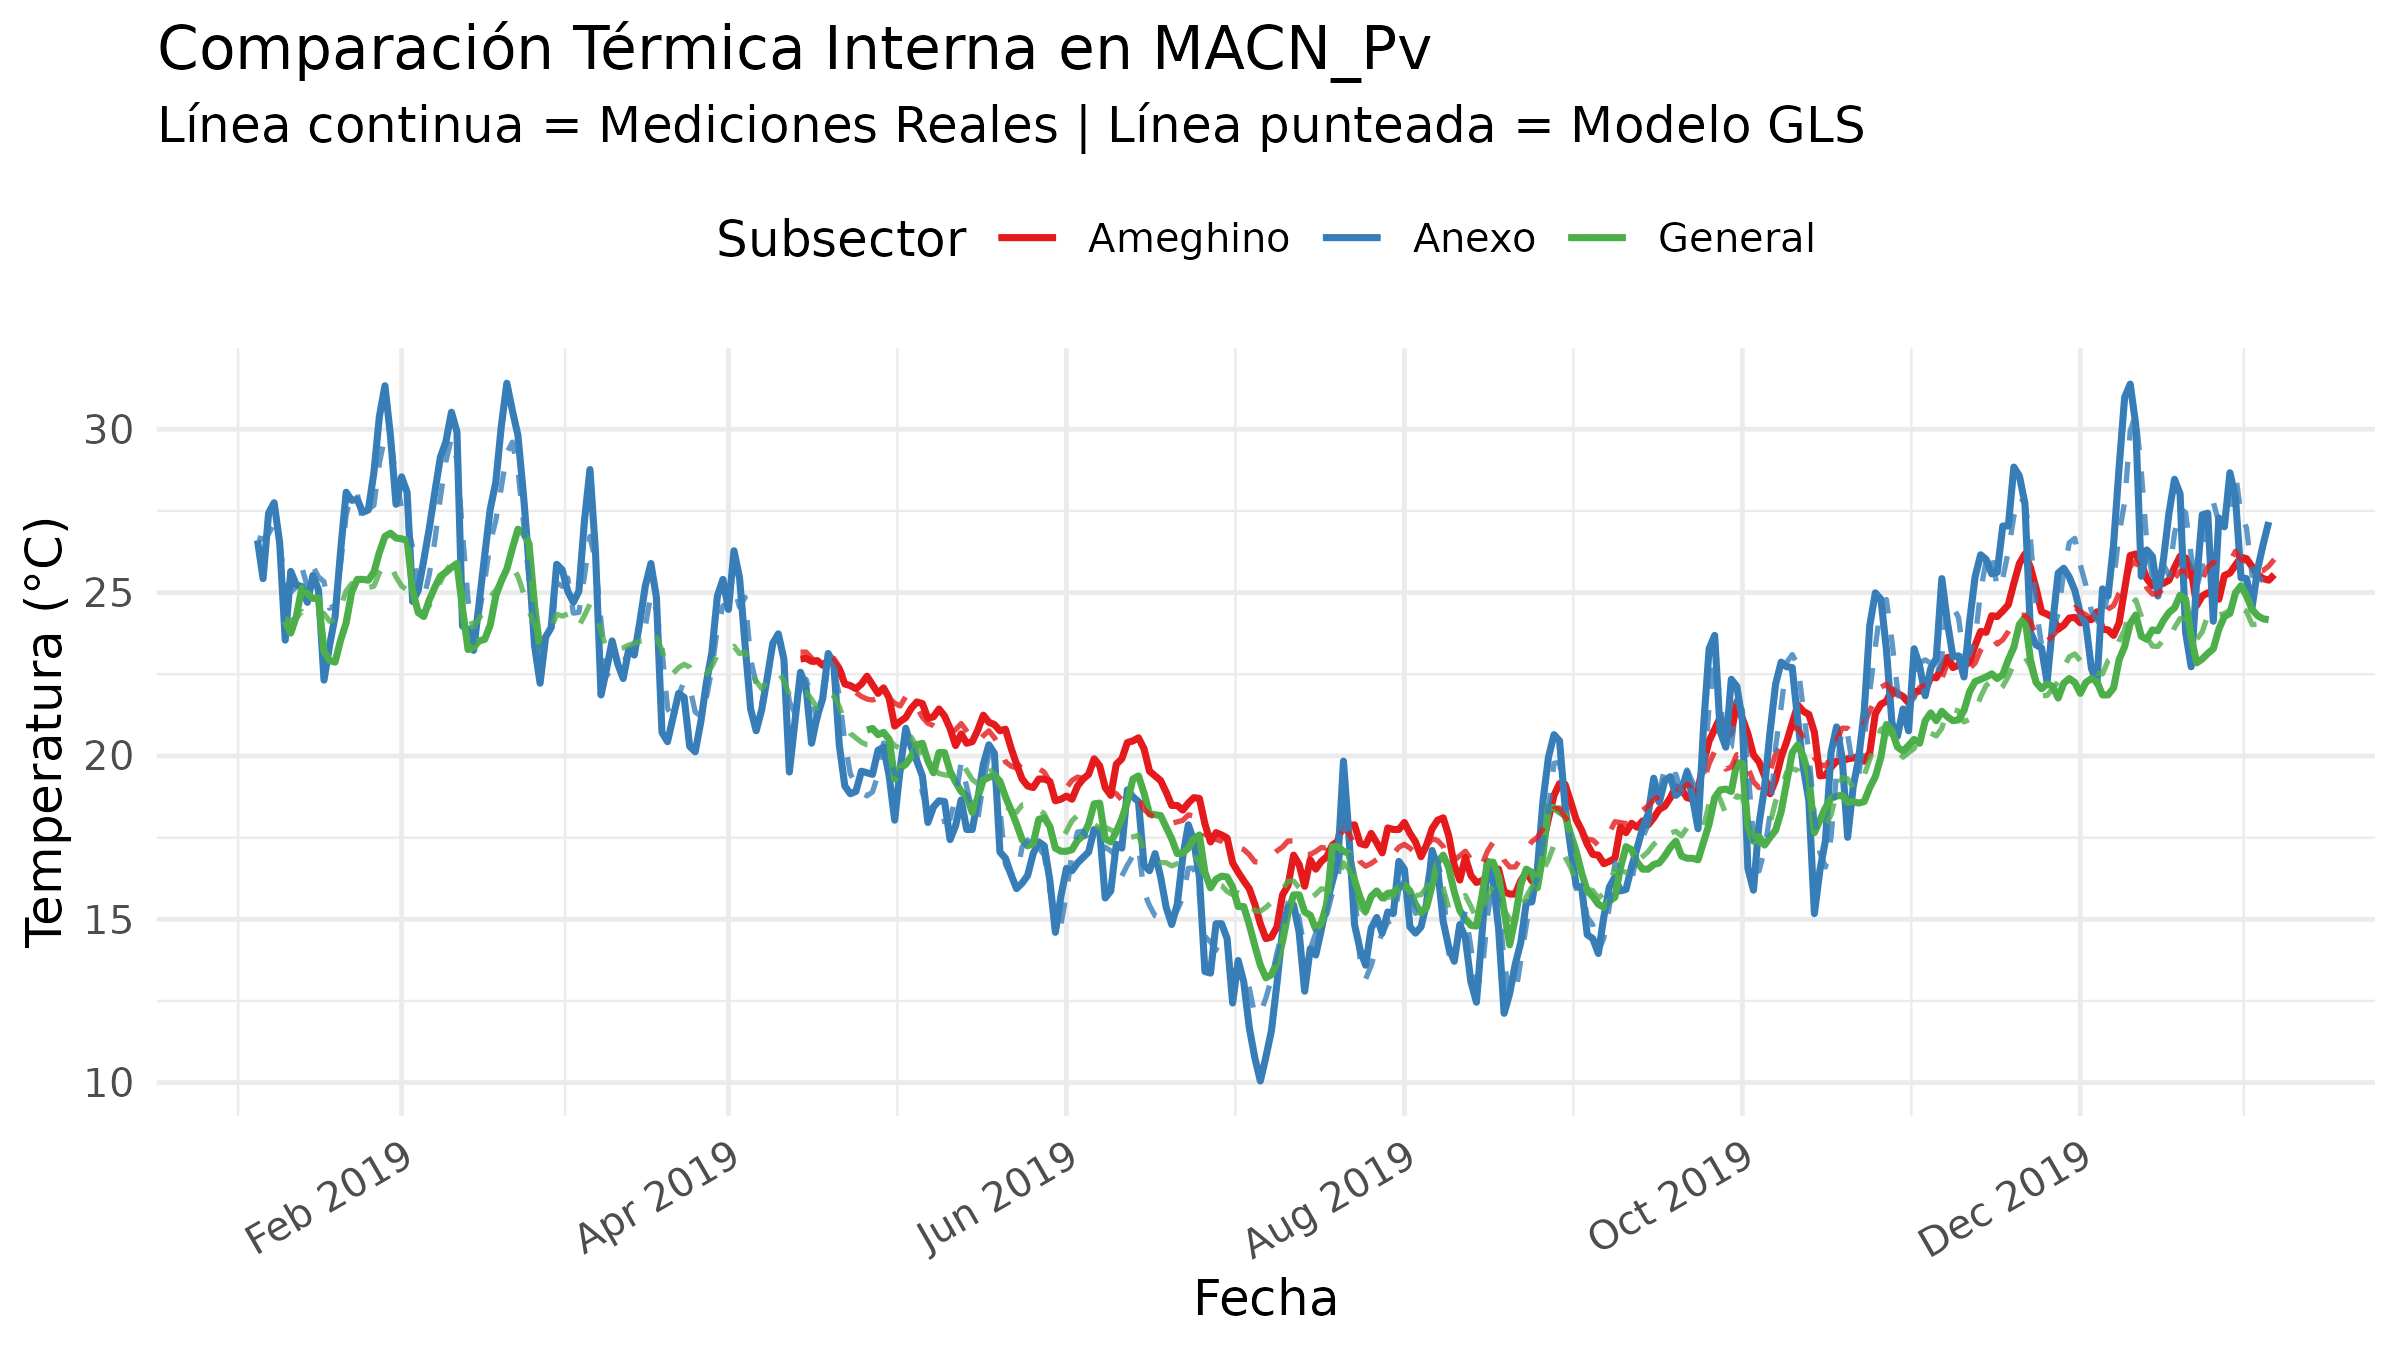 Comparación Térmica Interna en MACN_Pv
Línea continua = Mediciones Reales | Línea punteada = Modelo GLS
Subsector Ameghino Anexo General
Temperatura (°C)
30
25
20
15
10
Feb 2019
Apr 2019
Jun 2019
Aug 2019
Oct 2019
Dec 2019
Fecha